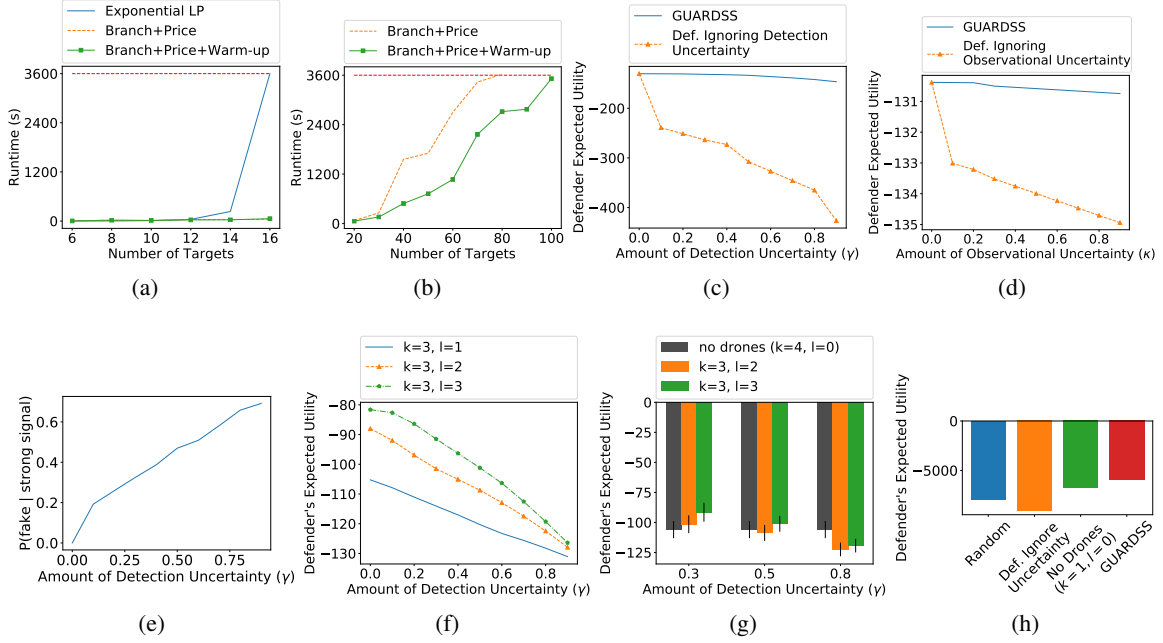 Exponential LP
Branch+Price
Branch+Price+Warm-up
3600
2400
1200
0
6 8 10 12 14 16
Runtime (s)
Number of Targets
(a)
Branch+Price
Branch+Price+Warm-up
3600
2400
1200
0
20 40 60 80 100
Runtime (s)
Number of Targets
(b)
GUARDSS
Def. Ignoring Detection
Uncertainty
−200
−300
−400
0.0 0.2 0.4 0.6 0.8
Defender Expected Utility
Amount of Detection Uncertainty (γ)
(c)
GUARDSS
Def. Ignoring
Observational Uncertainty
−131
−132
−133
−134
−135
0.0 0.2 0.4 0.6 0.8
Defender Expected Utility
Amount of Observational Uncertainty (κ)
(d)
0.6
0.4
0.2
0.0
0.00 0.25 0.50 0.75
P(fake | strong signal)
Amount of Detection Uncertainty (γ)
(e)
k=3, l=1
k=3, l=2
k=3, l=3
−80
−90
−100
−110
−120
−130
0.0 0.2 0.4 0.6 0.8
Defender's Expected Utility
Amount of Detection Uncertainty (γ)
(f)
no drones (k=4, l=0)
k=3, l=2
k=3, l=3
0
−25
−50
−75
−100
−125
0.3 0.5 0.8
Defender's Expected Utility
Amount of Detection Uncertainty (γ)
(g)
0
−5000
Defender's Expected Utility
Random
Def. Ignore
Uncertainty
No Drones
(k = 1, l = 0)
GUARDSS
(h)